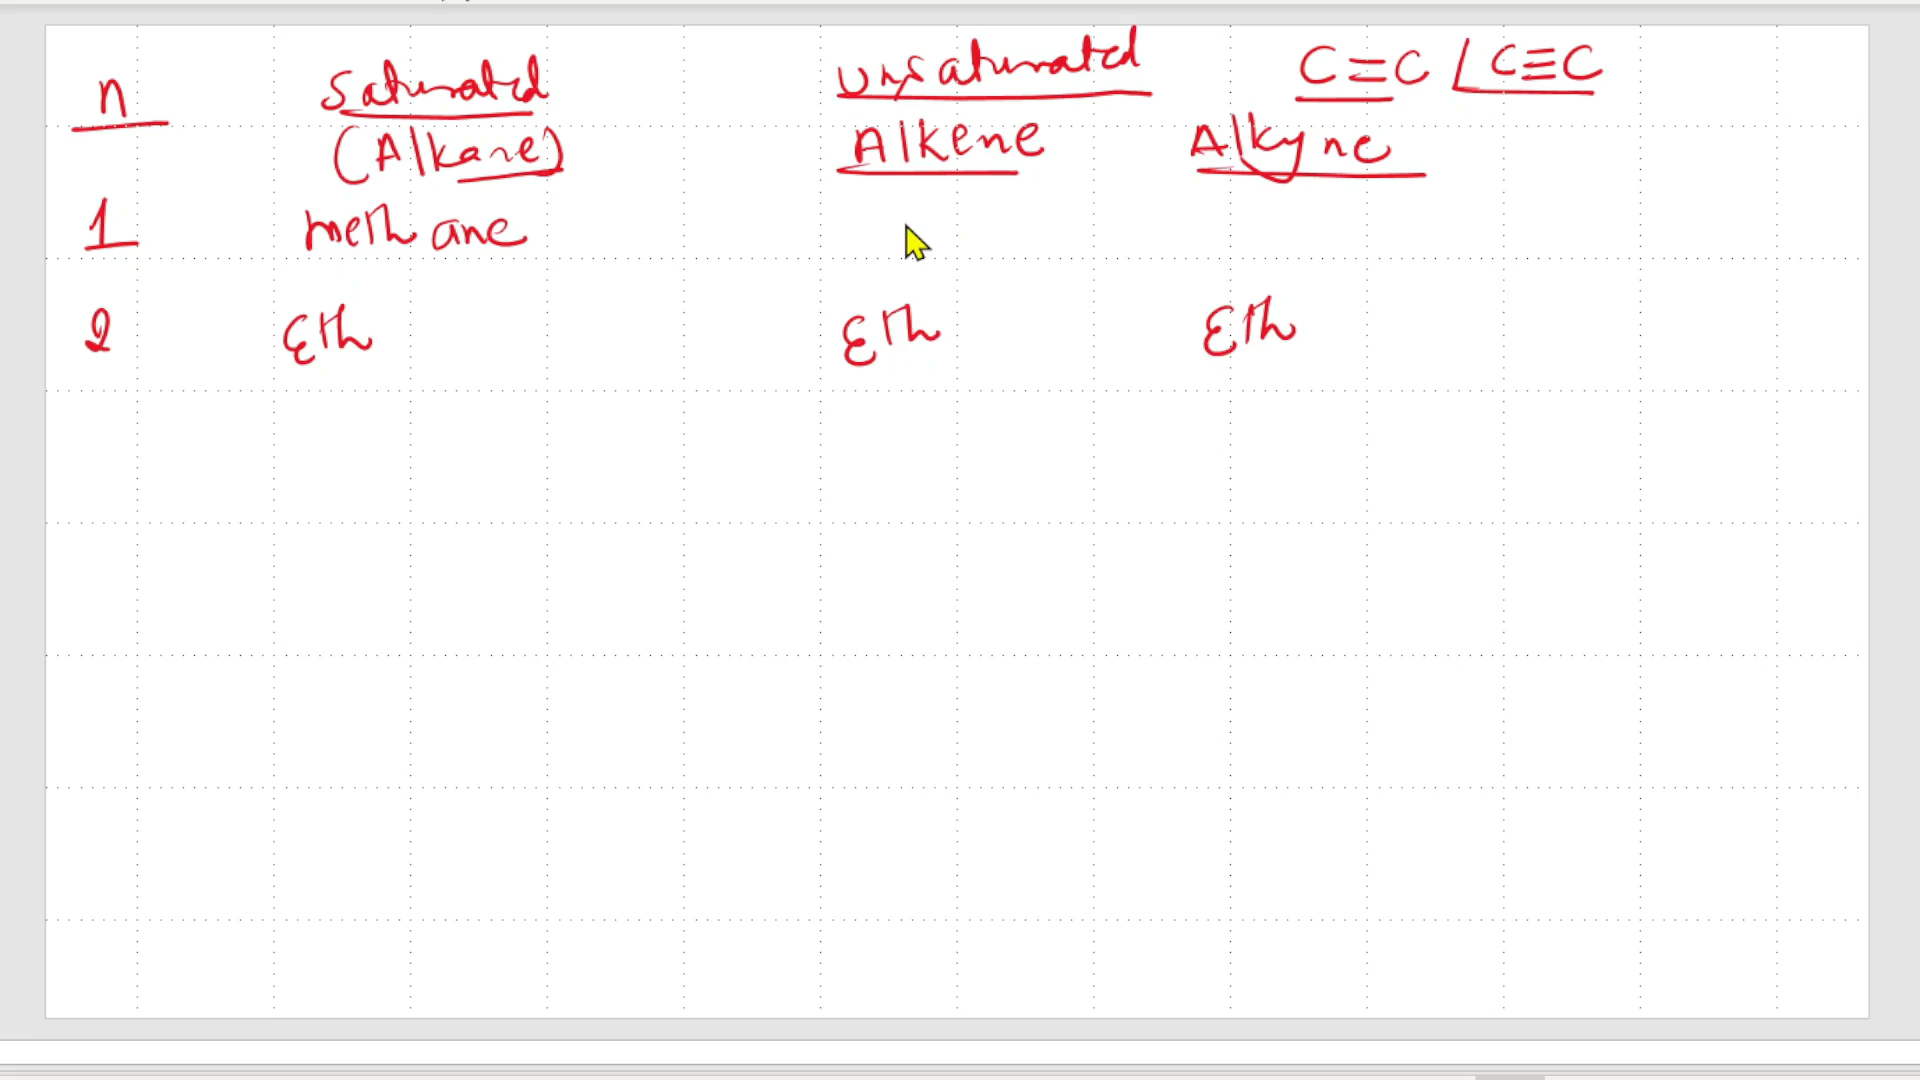 n Saturated Unsaturated C=C / C≡C
(Alkane) Alkene Alkyne
1 methane
2 Eth Eth Eth